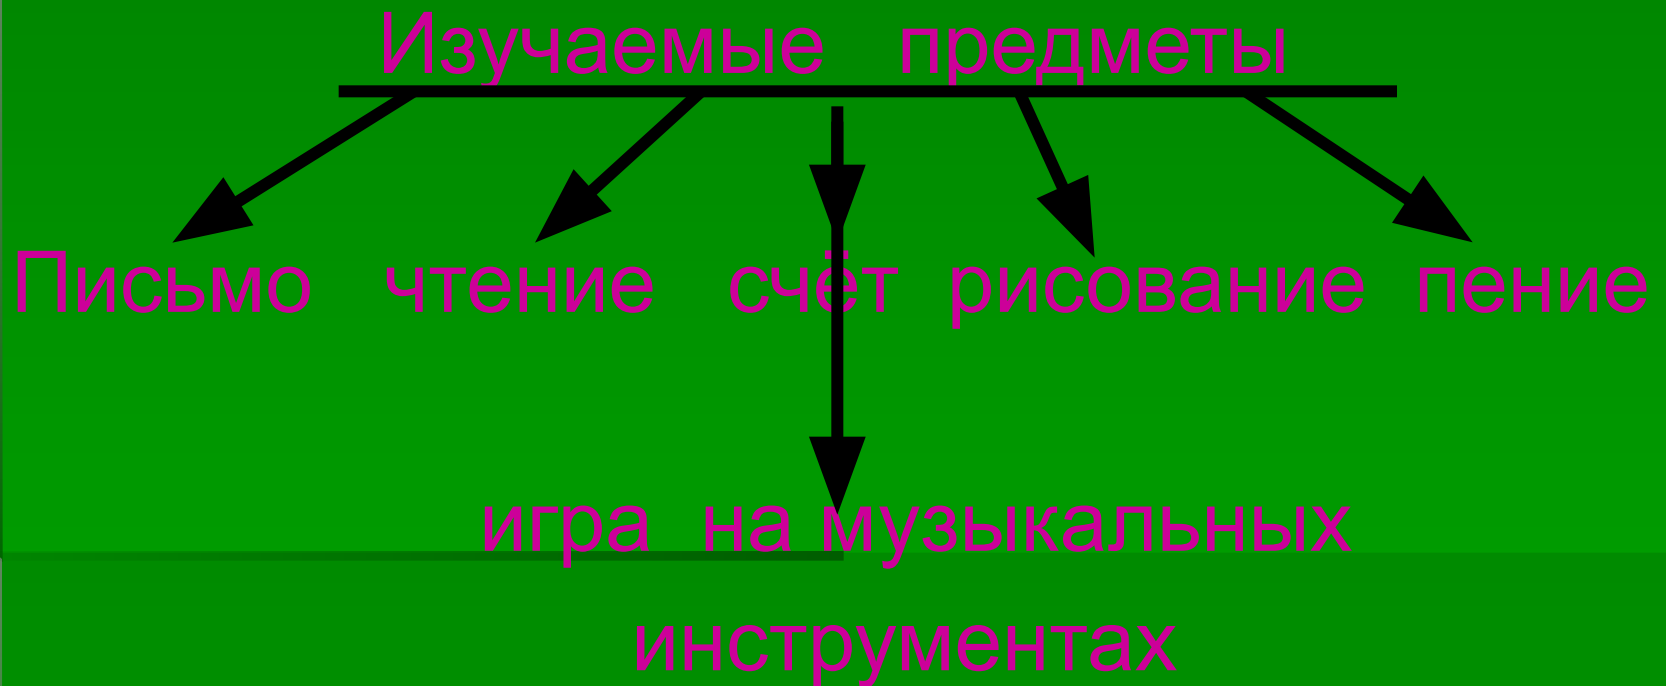 Изучаемые предметы
Письмо чтение счёт рисование пение
игра на музыкальных
инструментах